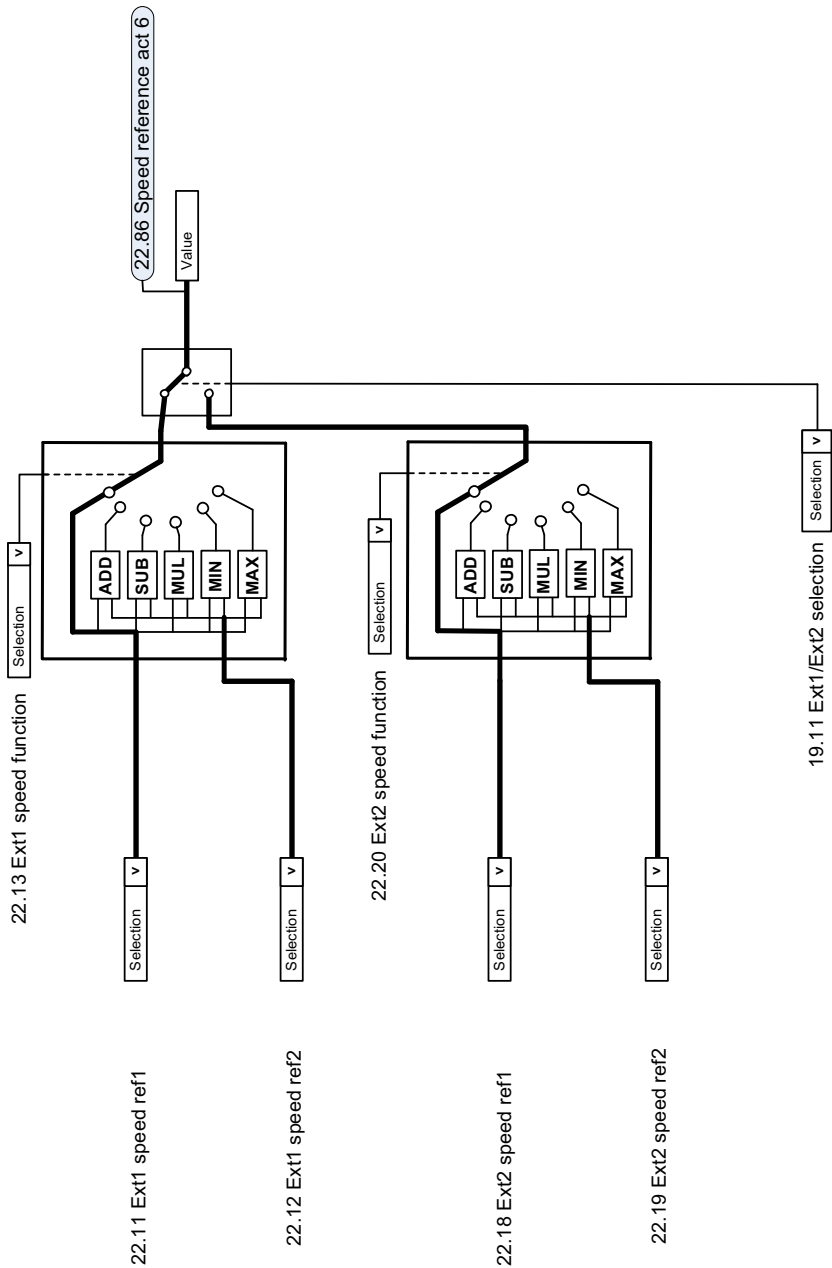 22.86 Speed reference act 6
Value
22.13 Ext1 speed function
Selection v
ADD
SUB
MUL
MIN
MAX
22.11 Ext1 speed ref1
Selection v
22.12 Ext1 speed ref2
Selection v
22.20 Ext2 speed function
Selection v
ADD
SUB
MUL
MIN
MAX
22.18 Ext2 speed ref1
Selection v
22.19 Ext2 speed ref2
Selection v
19.11 Ext1/Ext2 selection
Selection v